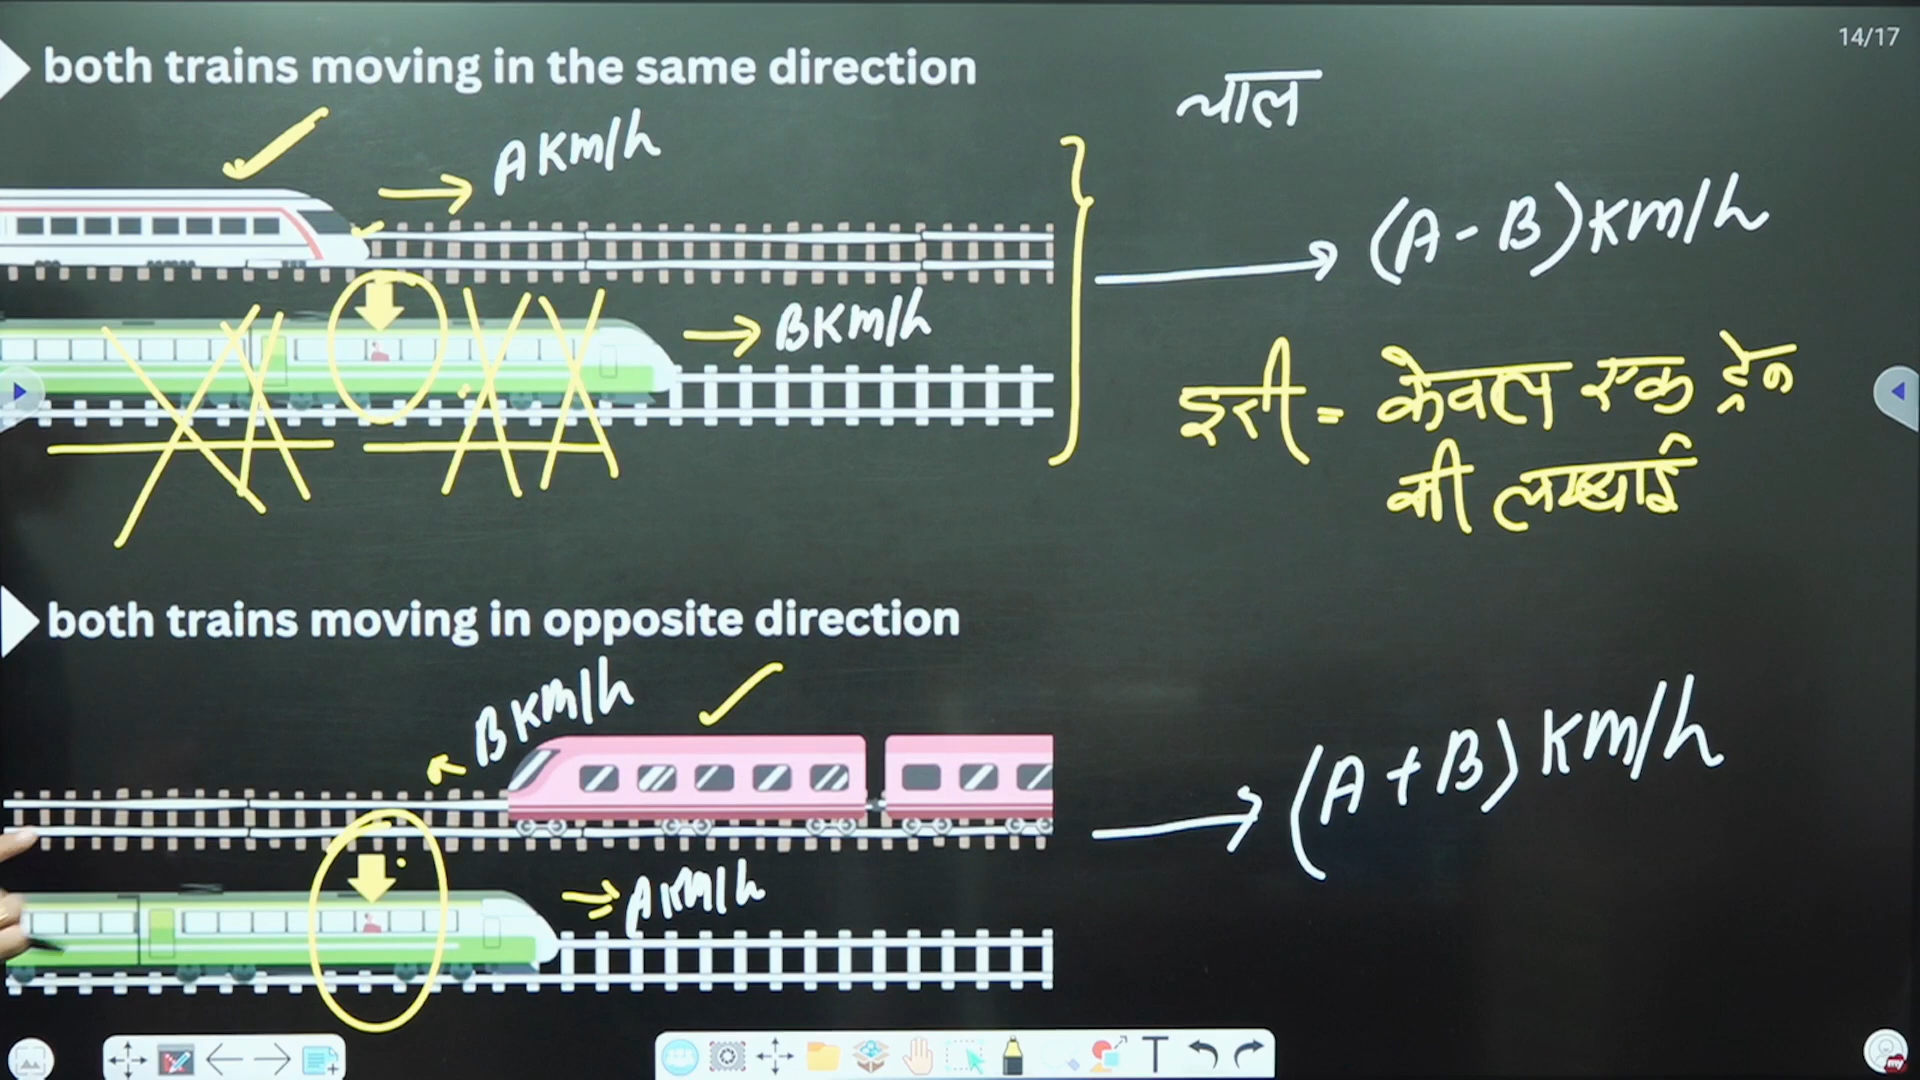 14/17
both trains moving in the same direction
चाल
A Km/h
(A - B) Km/h
B Km/h
दूरी = केवल एक ट्रेन
की लम्बाई
both trains moving in opposite direction
B Km/h
(A + B) Km/h
A Km/h
T
my